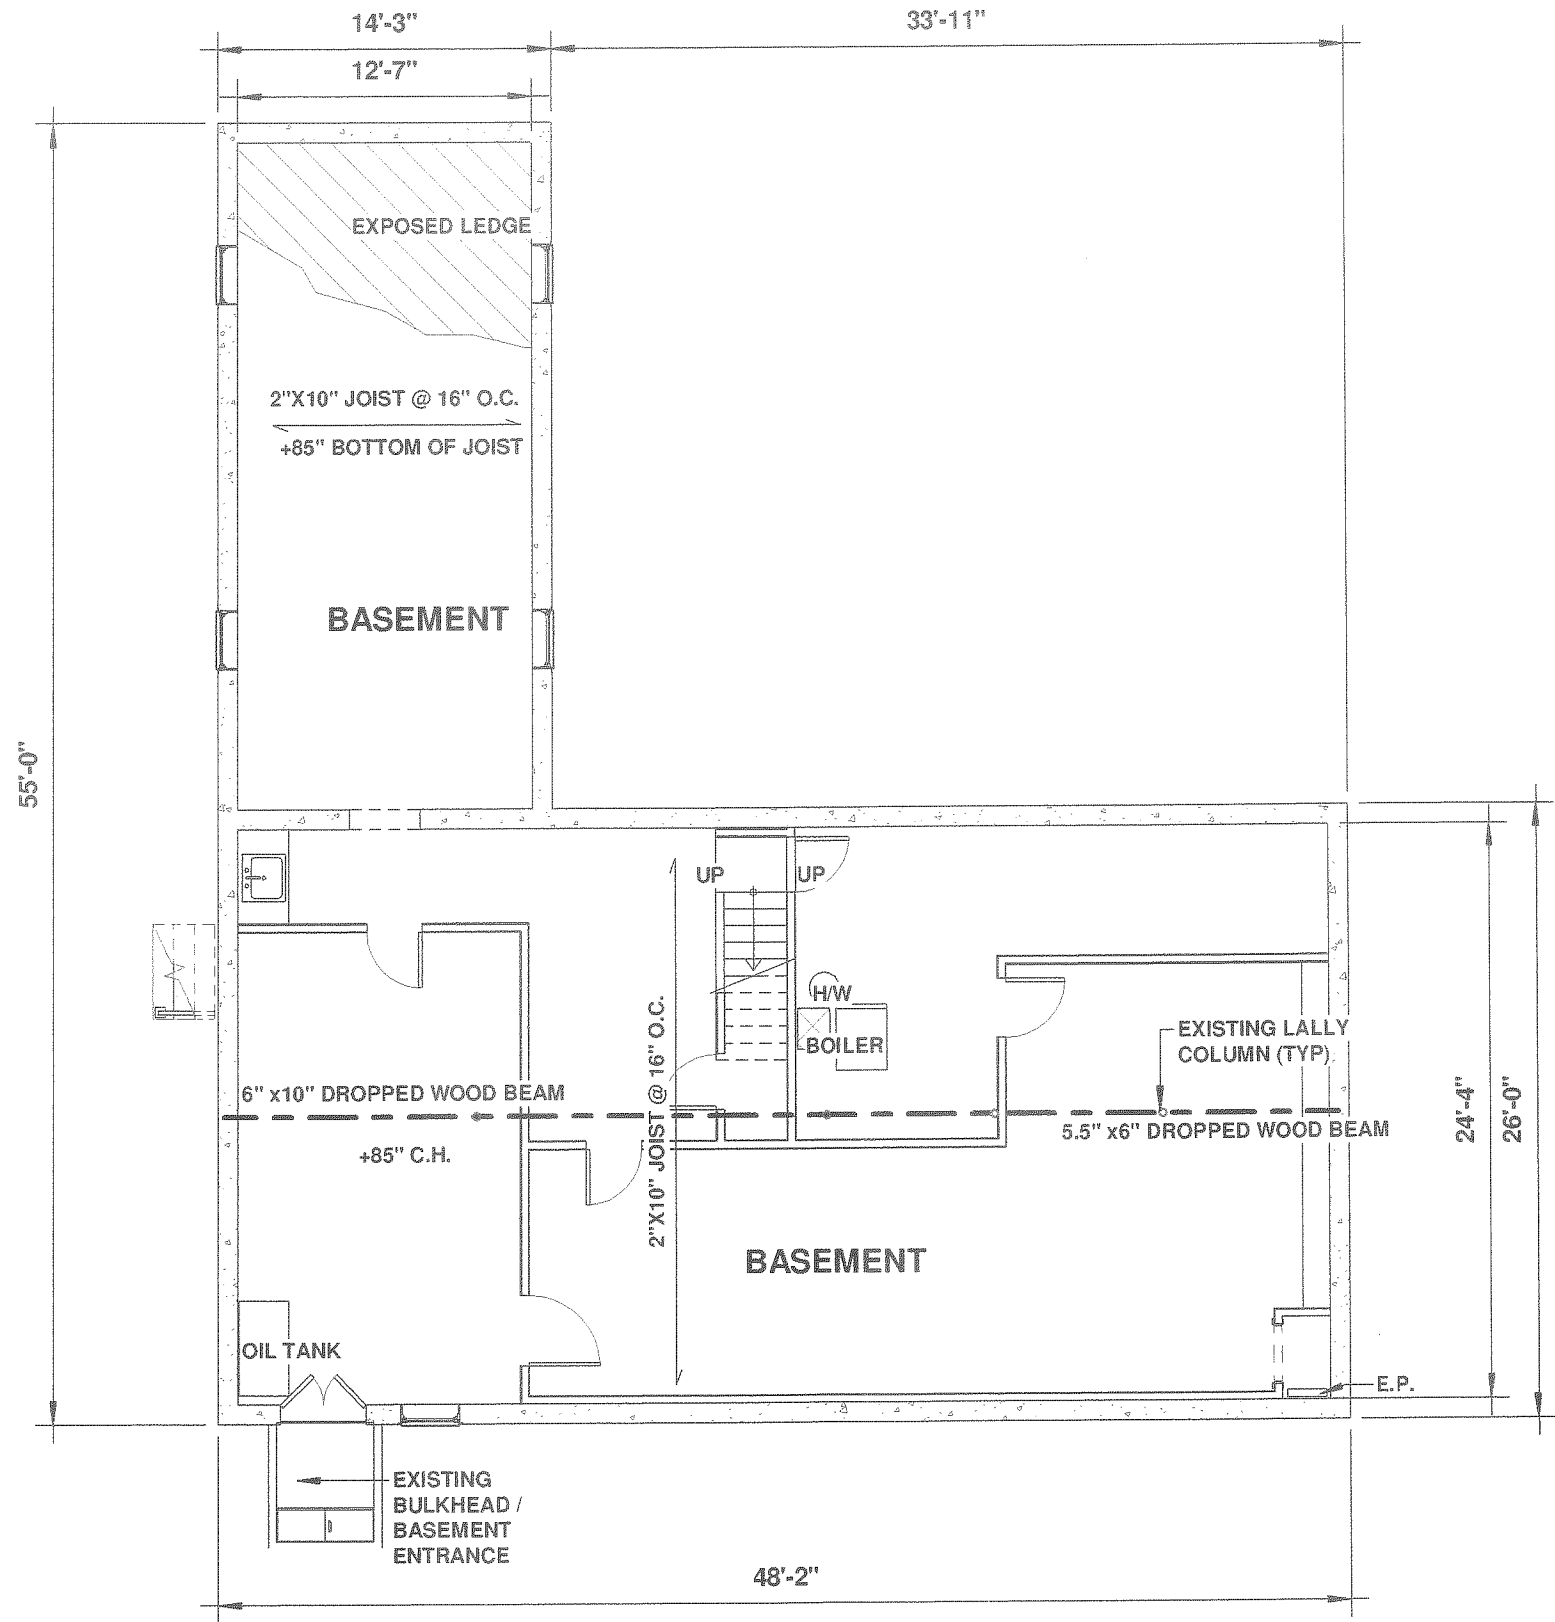 14'-3"
33'-11"
12'-7"
EXPOSED LEDGE
2"X10" JOIST @ 16" O.C.
+85" BOTTOM OF JOIST
BASEMENT
55'-0"
UP
UP
H/W
BOILER
EXISTING LALLY
COLUMN (TYP)
6" x10" DROPPED WOOD BEAM
2"X10" JOIST @ 16" O.C.
5.5" x6" DROPPED WOOD BEAM
24'-4"
26'-0"
+85" C.H.
BASEMENT
OIL TANK
E.P.
EXISTING
BULKHEAD /
BASEMENT
ENTRANCE
48'-2"